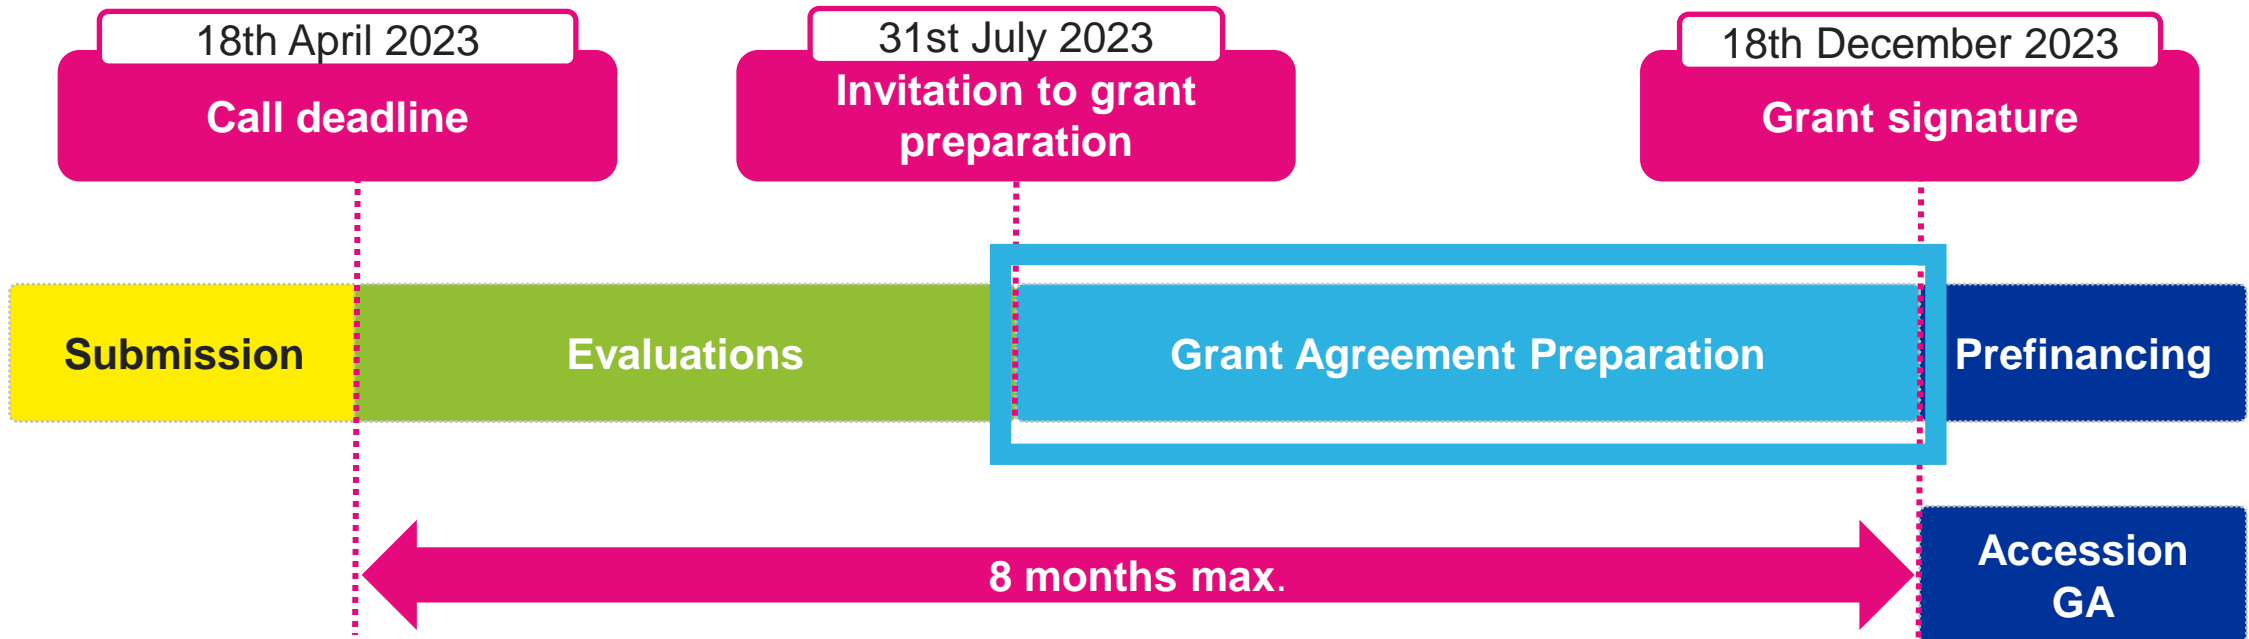 18th April 2023
Call deadline
31st July 2023
Invitation to grant
preparation
18th December 2023
Grant signature
Submission
Evaluations
Grant Agreement Preparation
Prefinancing
8 months max.
Accession
GA